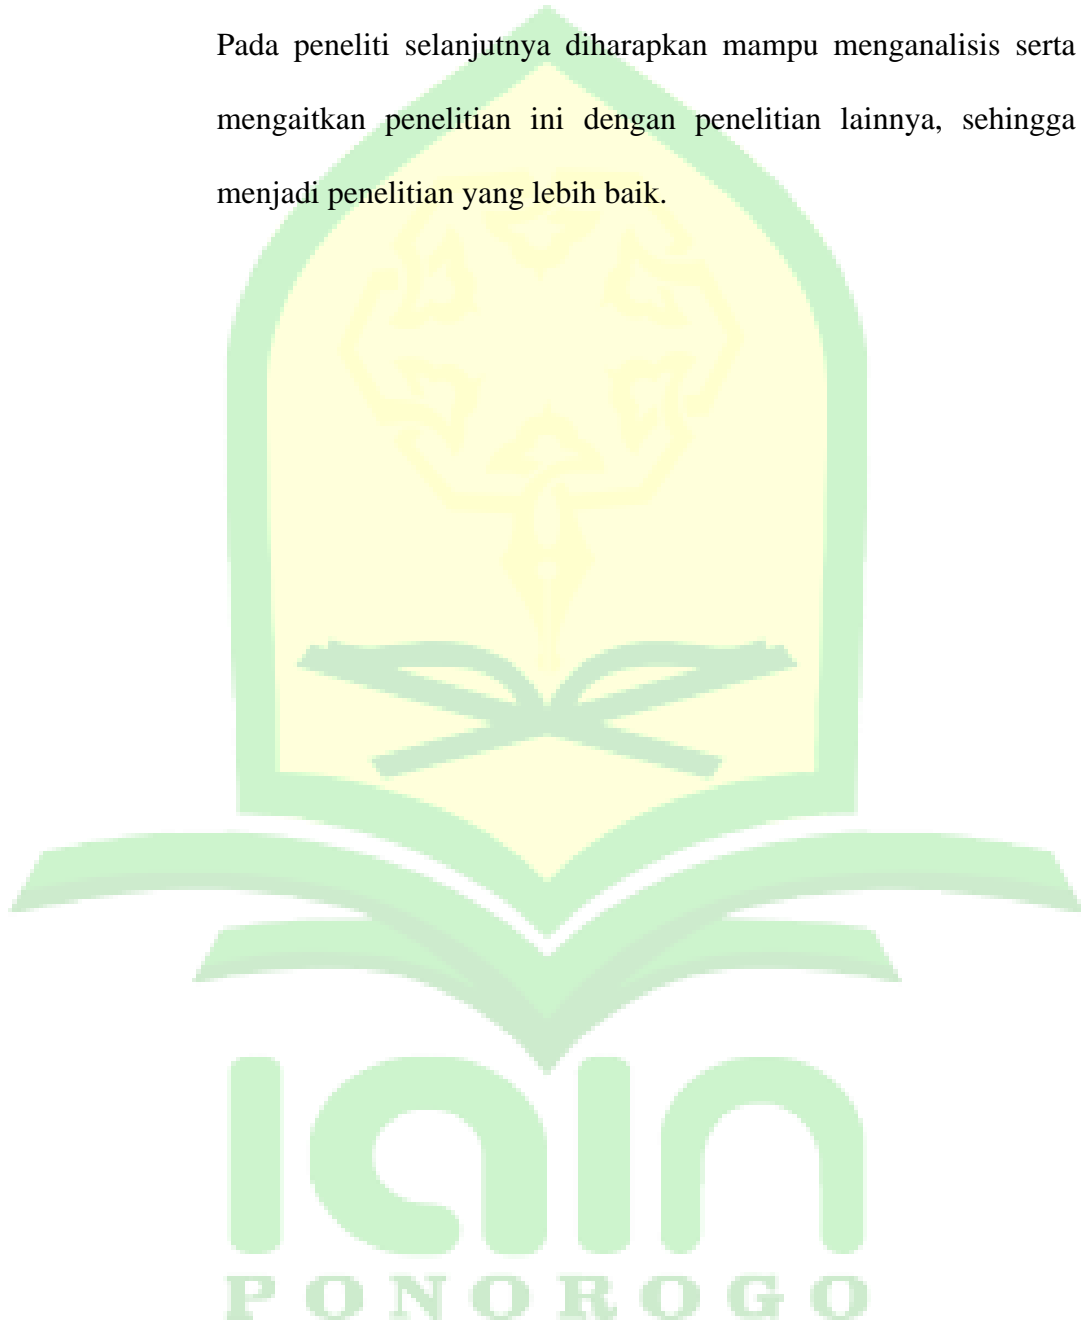 Pada peneliti selanjutnya diharapkan mampu menganalisis serta
mengaitkan penelitian ini dengan penelitian lainnya, sehingga
menjadi penelitian yang lebih baik.
iain
PONOROGO